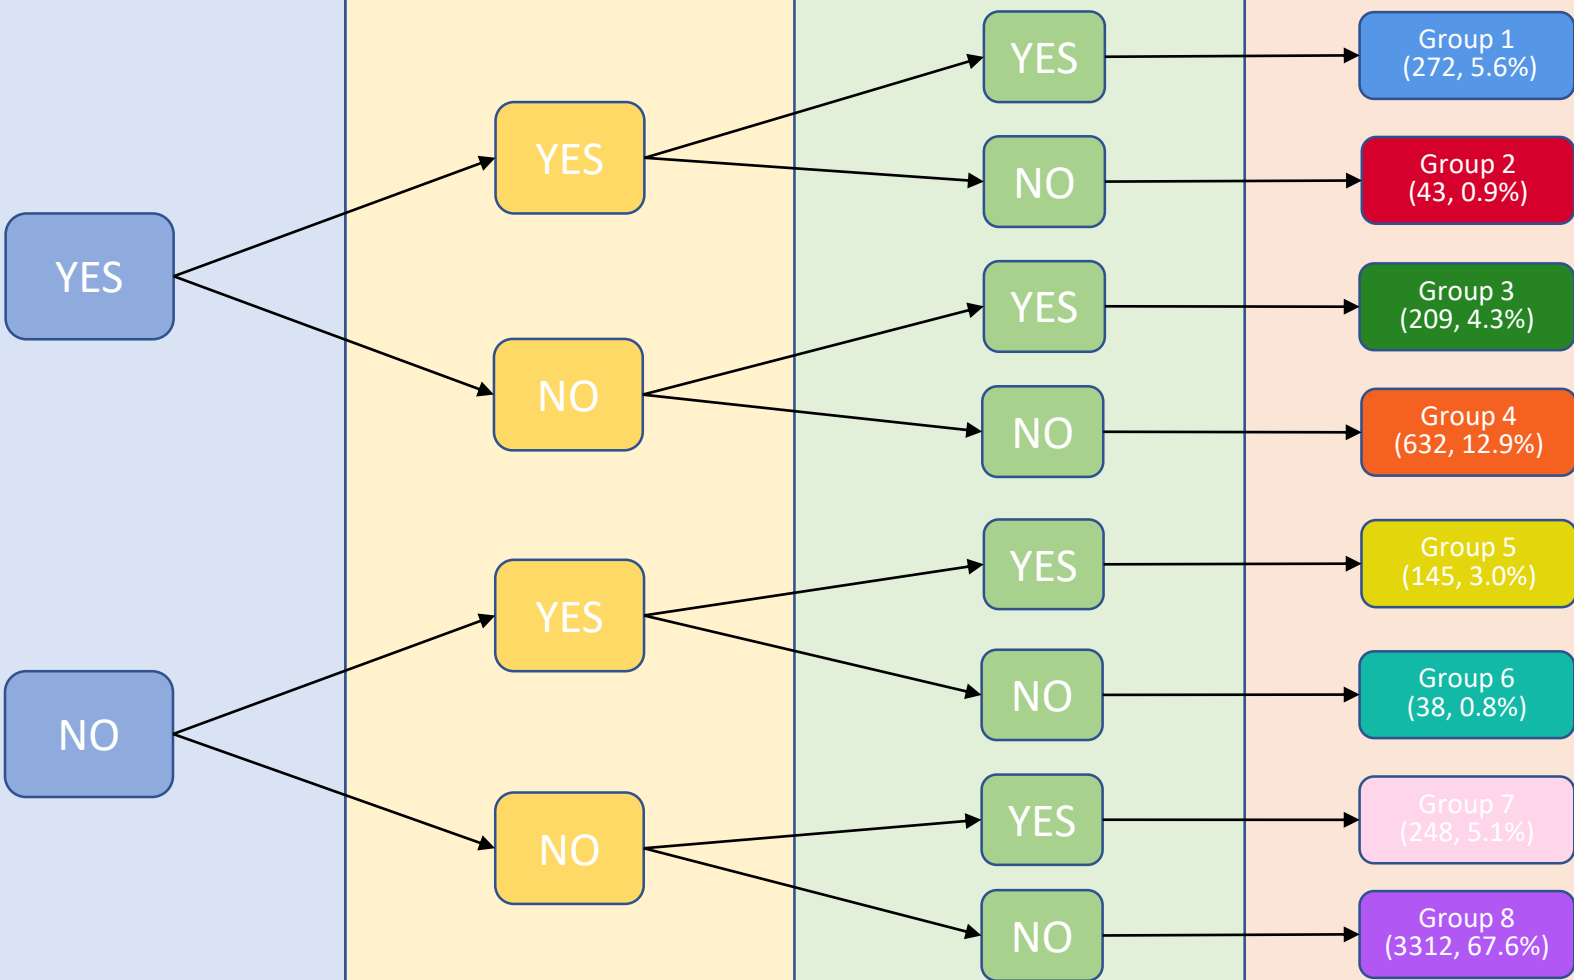 YES
NO
YES
NO
YES
NO
YES
NO
YES
NO
YES
NO
YES
NO
Group 1
(272, 5.6%)
Group 2
(43, 0.9%)
Group 3
(209, 4.3%)
Group 4
(632, 12.9%)
Group 5
(145, 3.0%)
Group 6
(38, 0.8%)
Group 7
(248, 5.1%)
Group 8
(3312, 67.6%)